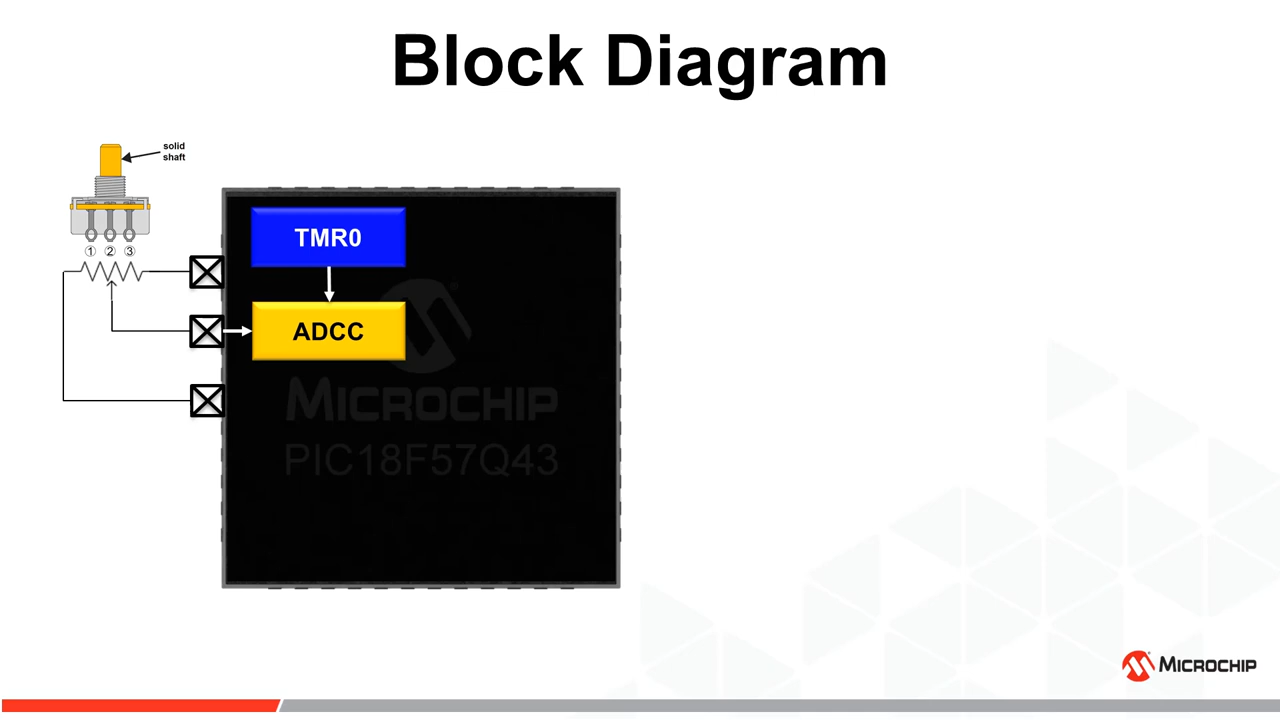 Block Diagram
solid
shaft
① ② ③
TMR0
ADCC
MICROCHIP
PIC18F57Q43
MICROCHIP